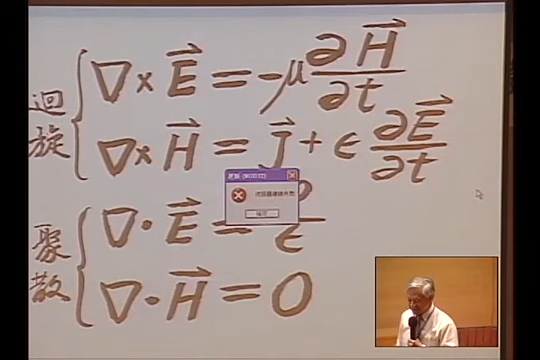 迴旋
∇ × E⃗ = -μ ∂H⃗/∂t
∇ × H⃗ = J⃗ + ε ∂E⃗/∂t
聚散
∇ · E⃗ = ρ/ε
∇ · H⃗ = 0